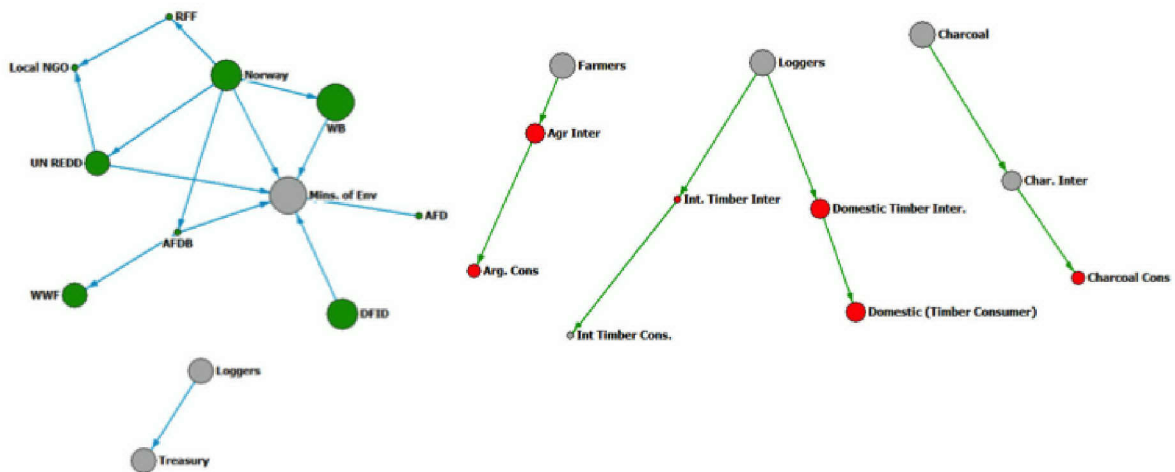 RFF
Local NGO
Norway
WB
UN REDD
Mins. of Env
AFD
AFDB
WWF
DFID
Loggers
Treasury
Farmers
Agr Inter
Arg. Cons
Loggers
Int. Timber Inter
Domestic Timber Inter.
Int Timber Cons.
Domestic (Timber Consumer)
Charcoal
Char. Inter
Charcoal Cons